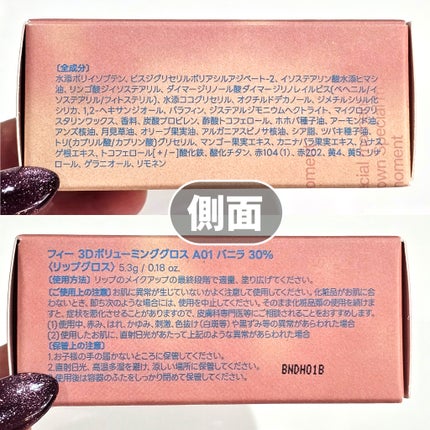 [全成分]
水添ポリイソブテン、ビスジグリセリルポリアシルアジペート-2、イソステアリン酸水添ヒマシ
油、リンゴ酸ジイソステアリル、ダイマージリノール酸ダイマージリノレイルビス(ベヘニル/イ
ソステアリル/フィトステリル)、水添ココグリセリル、オクチルドデカノール、ジメチルシリル化
シリカ、1,2-ヘキサンジオール、パラフィン、ジステアルジモニウムヘクトライト、マイクロクリ
スタリンワックス、香料、炭酸プロピレン、酢酸トコフェロール、ホホバ種子油、アーモンド油、
アンズ核油、月見草油、オリーブ果実油、アルガニアスピノサ核油、シア脂、ツバキ種子油、
トリ(カプリル酸/カプリン酸)グリセリル、マンゴー果実エキス、カニナバラ果実エキス、ハナス
ゲ根エキス、トコフェロール[+/-]酸化鉄、酸化チタン、赤104(1)、赤202、黄4、黄5、リナ
ロール、ゲラニオール、リモネン
own special
moment
側面
フィー 3Dボリューミンググロス A01 バニラ 30%
〈リップグロス〉 5.3g / 0.18 oz.
〈使用方法〉リップのメイクアップの最終段階で適量、塗り広げてください。
〈ご使用上の注意〉お肌に異常が生じていないかよく注意して使用してください。化粧品がお肌に合
わないとき、即ち次のような場合には、使用を中止してください。そのまま化粧品類の使用を続けま
すと、症状を悪化させることがありますので、皮膚科専門医等にご相談されることをおすすめします。
(1)使用中、赤み、はれ、かゆみ、刺激、色抜け(白斑等)や黒ずみ等の異常があらわれた場合
(2)使用したお肌に、直射日光があたって上記のような異常があらわれた場合
〈保管上の注意〉
1.お子様の手の届かないところに保管してください。
2.直射日光、高温多湿を避け、涼しい場所に保管してください。
3.使用後は容器のふたをしっかり閉めて保管してください。
BNDH01B